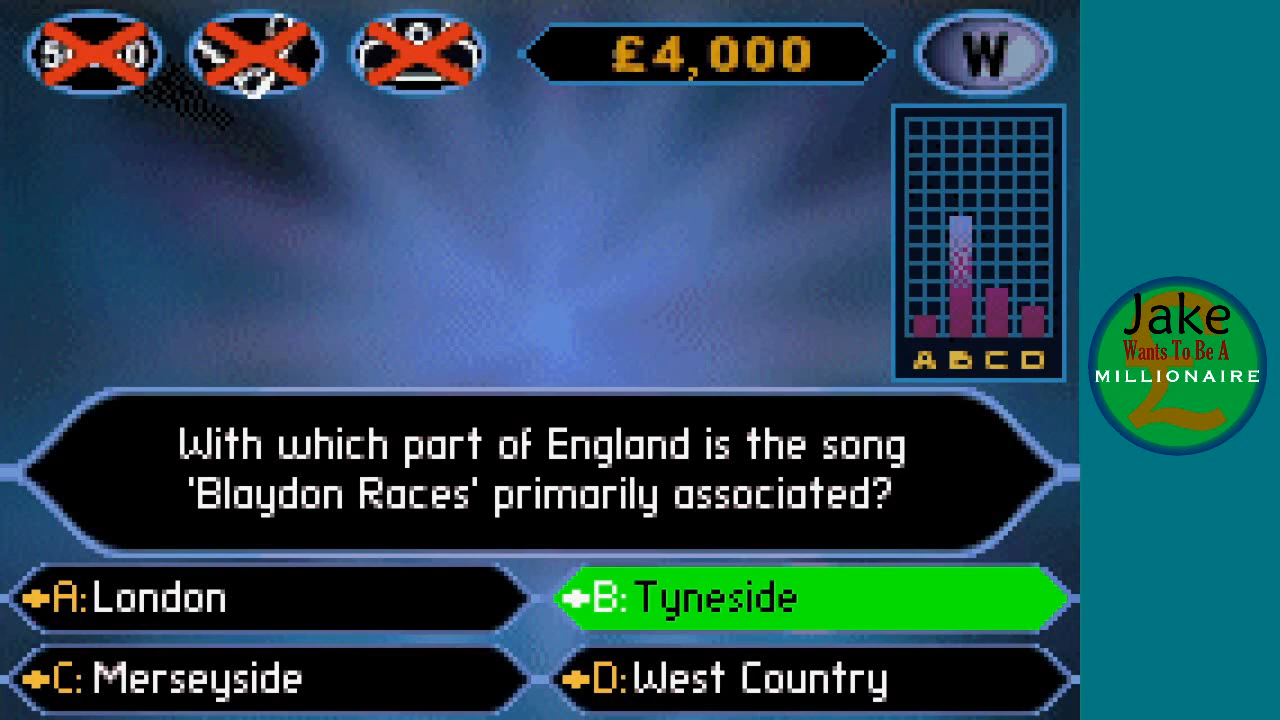 £4,000
W
A B C D
Jake
Wants To Be A
MILLIONAIRE
With which part of England is the song
'Blaydon Races' primarily associated?
A: London
B: Tyneside
C: Merseyside
D: West Country